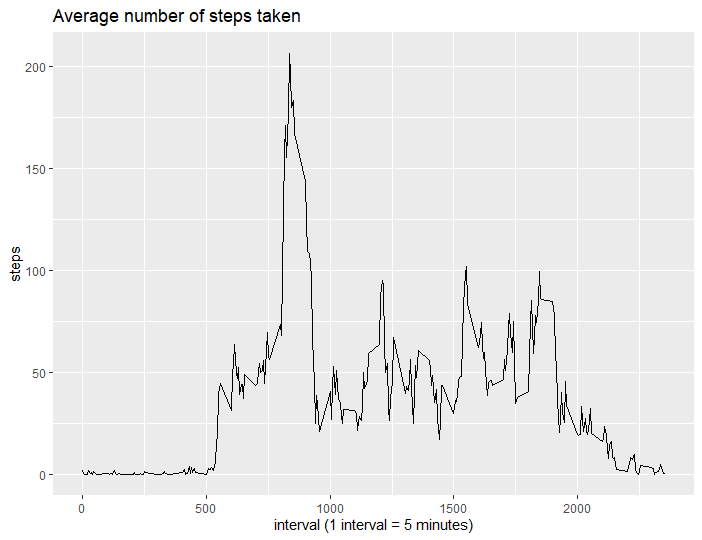 Average number of steps taken
200
150
100
50
0
steps
0 500 1000 1500 2000
interval (1 interval = 5 minutes)